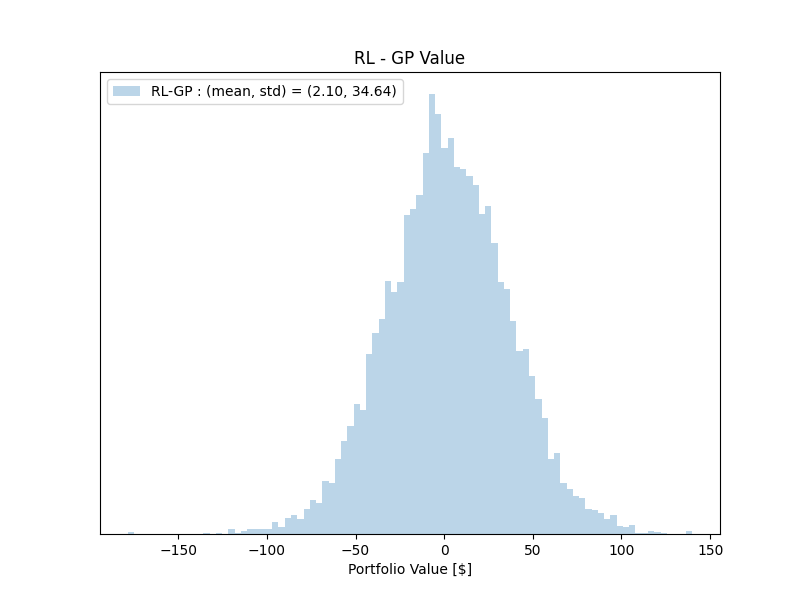 RL - GP Value
RL-GP : (mean, std) = (2.10, 34.64)
−150 −100 −50 0 50 100 150
Portfolio Value [$]